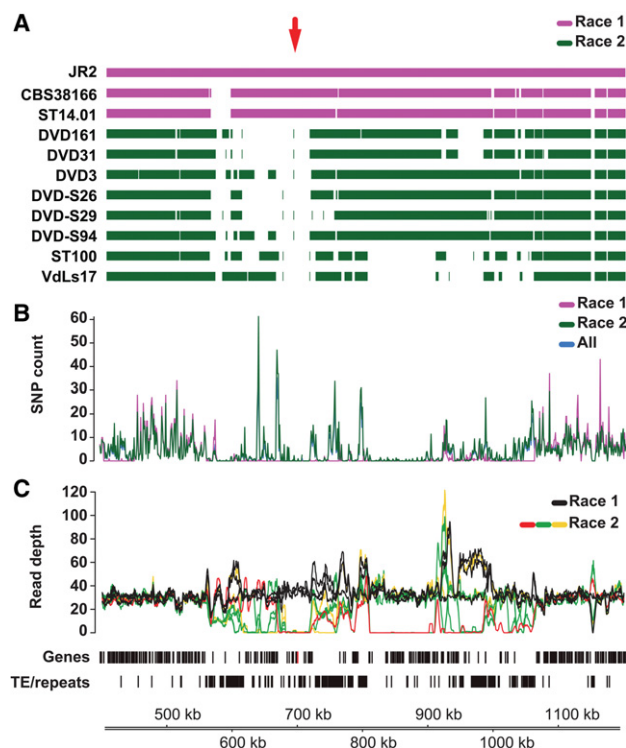 A
Race 1
Race 2
JR2
CBS38166
ST14.01
DVD161
DVD31
DVD3
DVD-S26
DVD-S29
DVD-S94
ST100
VdLs17
B
Race 1
Race 2
All
SNP count
60
50
40
30
20
10
0
C
Race 1
Race 2
Read depth
120
100
80
60
40
20
0
Genes
TE/repeats
500 kb 700 kb 900 kb 1100 kb
600 kb 800 kb 1000 kb